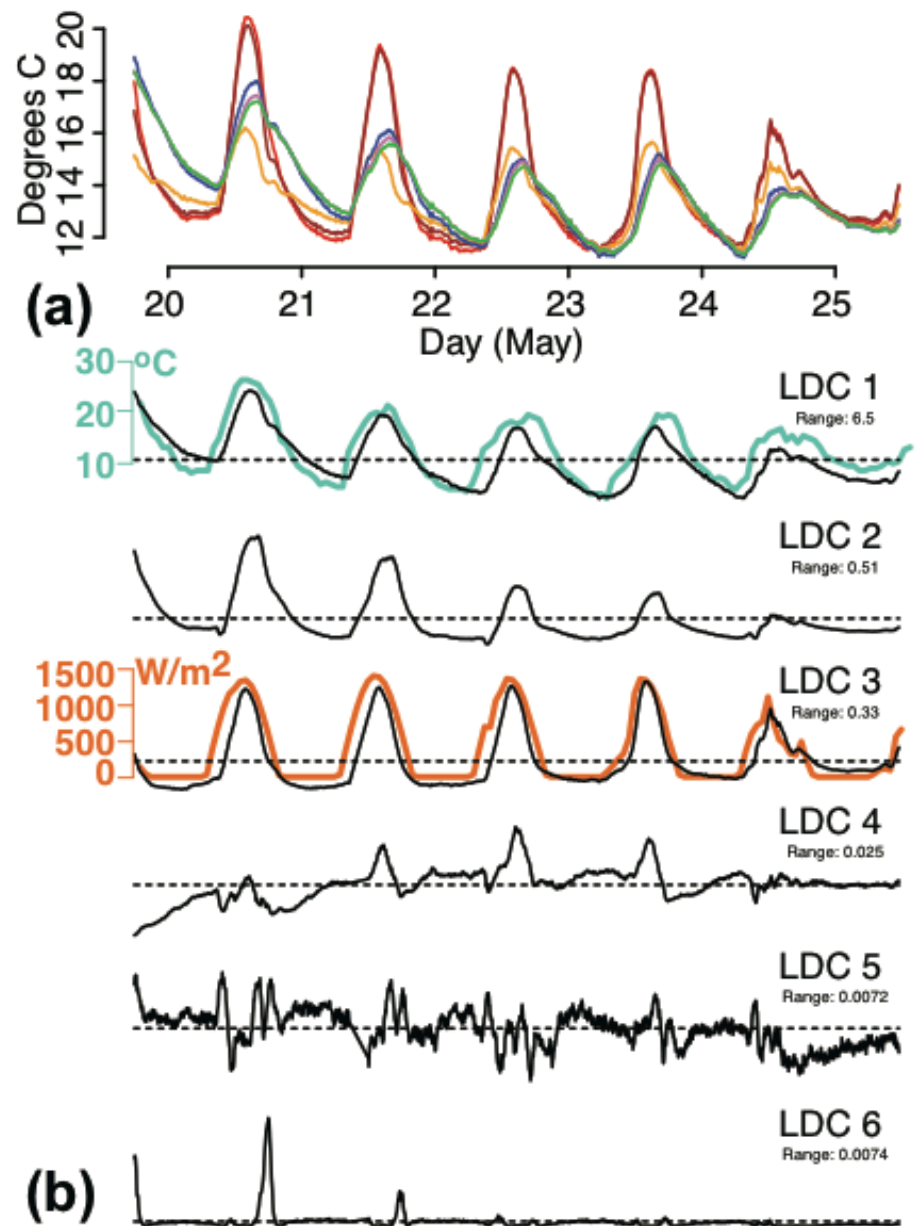 Degrees C
20
18
16
14
12
20 21 22 23 24 25
Day (May)
(a)
30 ºC
20
10
LDC 1
Range: 6.5
LDC 2
Range: 0.51
1500 W/m2
1000
500
0
LDC 3
Range: 0.33
LDC 4
Range: 0.025
LDC 5
Range: 0.0072
LDC 6
Range: 0.0074
(b)